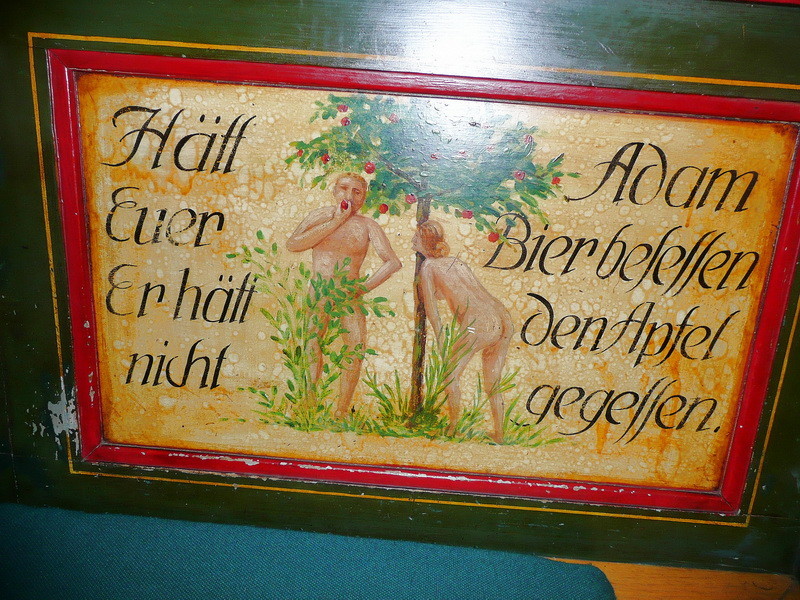 Hätt Adam
Euer Bier beſeſſen
Er hätt den Apfel
nicht gegeſſen.